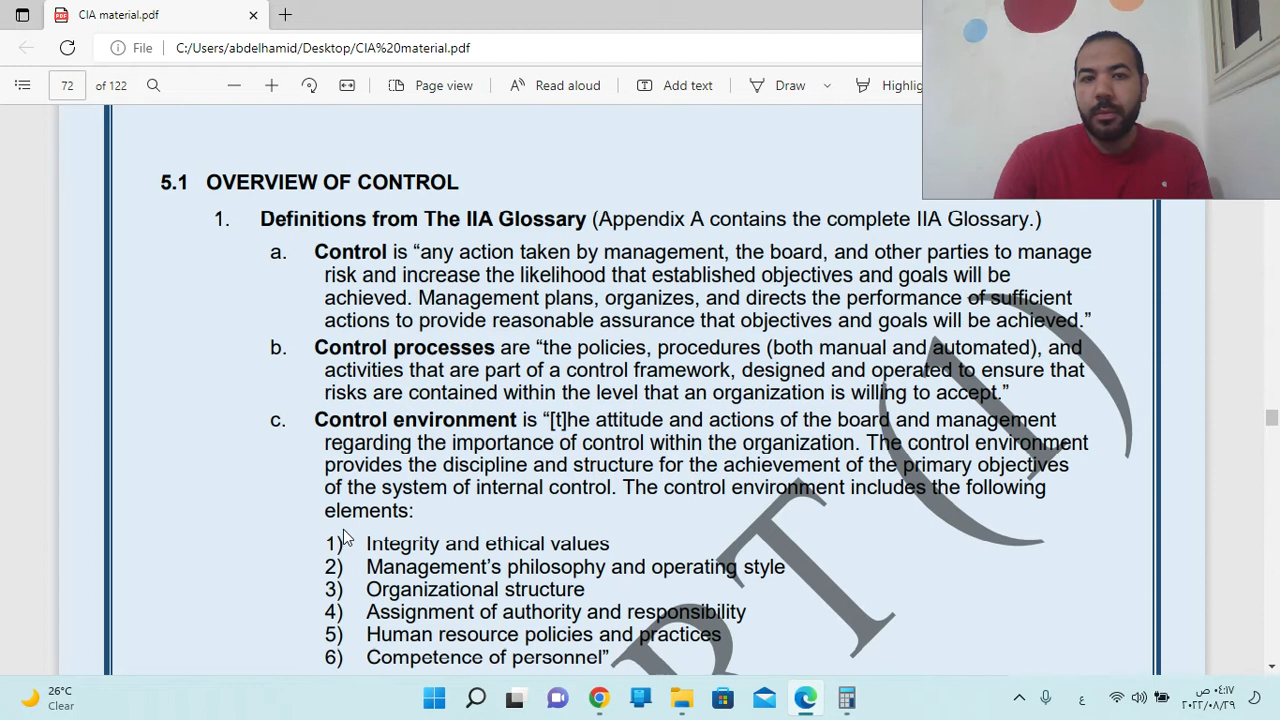 CIA material.pdf
File
C:/Users/abdelhamid/Desktop/CIA%20material.pdf
72 of 122
Page view
Read aloud
Add text
Draw
Highlig
5.1 OVERVIEW OF CONTROL
1. Definitions from The IIA Glossary (Appendix A contains the complete IIA Glossary.)
a. Control is “any action taken by management, the board, and other parties to manage
risk and increase the likelihood that established objectives and goals will be
achieved. Management plans, organizes, and directs the performance of sufficient
actions to provide reasonable assurance that objectives and goals will be achieved.”
b. Control processes are “the policies, procedures (both manual and automated), and
activities that are part of a control framework, designed and operated to ensure that
risks are contained within the level that an organization is willing to accept.”
c. Control environment is “[t]he attitude and actions of the board and management
regarding the importance of control within the organization. The control environment
provides the discipline and structure for the achievement of the primary objectives
of the system of internal control. The control environment includes the following
elements:
1) Integrity and ethical values
2) Management’s philosophy and operating style
3) Organizational structure
4) Assignment of authority and responsibility
5) Human resource policies and practices
6) Competence of personnel”
RT (I)
26°C
Clear
ع
٠٤:١٧ ص
٢٠٢٢/٠٨/٢٩